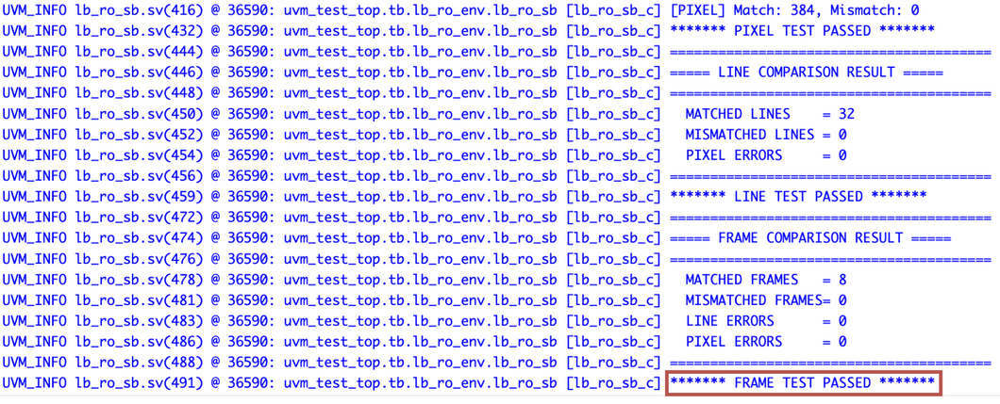 UVM_INFO lb_ro_sb.sv(416) @ 36590: uvm_test_top.tb.lb_ro_env.lb_ro_sb [lb_ro_sb_c] [PIXEL] Match: 384, Mismatch: 0
UVM_INFO lb_ro_sb.sv(432) @ 36590: uvm_test_top.tb.lb_ro_env.lb_ro_sb [lb_ro_sb_c] ******* PIXEL TEST PASSED *******
UVM_INFO lb_ro_sb.sv(444) @ 36590: uvm_test_top.tb.lb_ro_env.lb_ro_sb [lb_ro_sb_c] ========================================
UVM_INFO lb_ro_sb.sv(446) @ 36590: uvm_test_top.tb.lb_ro_env.lb_ro_sb [lb_ro_sb_c] ===== LINE COMPARISON RESULT =====
UVM_INFO lb_ro_sb.sv(448) @ 36590: uvm_test_top.tb.lb_ro_env.lb_ro_sb [lb_ro_sb_c] ========================================
UVM_INFO lb_ro_sb.sv(450) @ 36590: uvm_test_top.tb.lb_ro_env.lb_ro_sb [lb_ro_sb_c]   MATCHED LINES    = 32
UVM_INFO lb_ro_sb.sv(452) @ 36590: uvm_test_top.tb.lb_ro_env.lb_ro_sb [lb_ro_sb_c]   MISMATCHED LINES = 0
UVM_INFO lb_ro_sb.sv(454) @ 36590: uvm_test_top.tb.lb_ro_env.lb_ro_sb [lb_ro_sb_c]   PIXEL ERRORS     = 0
UVM_INFO lb_ro_sb.sv(456) @ 36590: uvm_test_top.tb.lb_ro_env.lb_ro_sb [lb_ro_sb_c] ========================================
UVM_INFO lb_ro_sb.sv(459) @ 36590: uvm_test_top.tb.lb_ro_env.lb_ro_sb [lb_ro_sb_c] ******* LINE TEST PASSED *******
UVM_INFO lb_ro_sb.sv(472) @ 36590: uvm_test_top.tb.lb_ro_env.lb_ro_sb [lb_ro_sb_c] ========================================
UVM_INFO lb_ro_sb.sv(474) @ 36590: uvm_test_top.tb.lb_ro_env.lb_ro_sb [lb_ro_sb_c] ===== FRAME COMPARISON RESULT =====
UVM_INFO lb_ro_sb.sv(476) @ 36590: uvm_test_top.tb.lb_ro_env.lb_ro_sb [lb_ro_sb_c] ========================================
UVM_INFO lb_ro_sb.sv(478) @ 36590: uvm_test_top.tb.lb_ro_env.lb_ro_sb [lb_ro_sb_c]   MATCHED FRAMES   = 8
UVM_INFO lb_ro_sb.sv(481) @ 36590: uvm_test_top.tb.lb_ro_env.lb_ro_sb [lb_ro_sb_c]   MISMATCHED FRAMES= 0
UVM_INFO lb_ro_sb.sv(483) @ 36590: uvm_test_top.tb.lb_ro_env.lb_ro_sb [lb_ro_sb_c]   LINE ERRORS      = 0
UVM_INFO lb_ro_sb.sv(486) @ 36590: uvm_test_top.tb.lb_ro_env.lb_ro_sb [lb_ro_sb_c]   PIXEL ERRORS     = 0
UVM_INFO lb_ro_sb.sv(488) @ 36590: uvm_test_top.tb.lb_ro_env.lb_ro_sb [lb_ro_sb_c] ========================================
UVM_INFO lb_ro_sb.sv(491) @ 36590: uvm_test_top.tb.lb_ro_env.lb_ro_sb [lb_ro_sb_c] ******* FRAME TEST PASSED *******